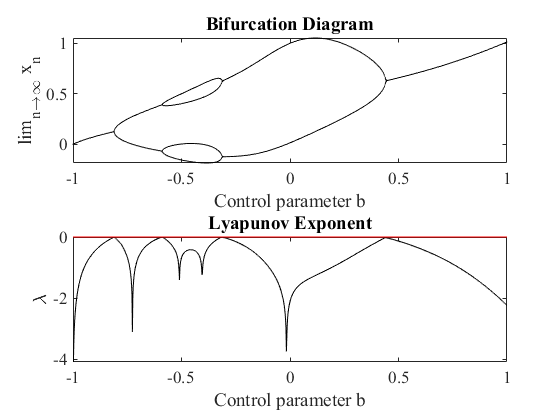 Bifurcation Diagram
lim n→∞ x n
1
0.5
0
-1 -0.5 0 0.5 1
Control parameter b
Lyapunov Exponent
λ
0
-2
-4
-1 -0.5 0 0.5 1
Control parameter b